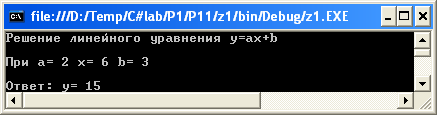 file:///D:/Temp/C#lab/P1/P11/z1/bin/Debug/z1.EXE
Решение линейного уравнения y=ax+b
При a= 2 x= 6 b= 3
Ответ: y= 15